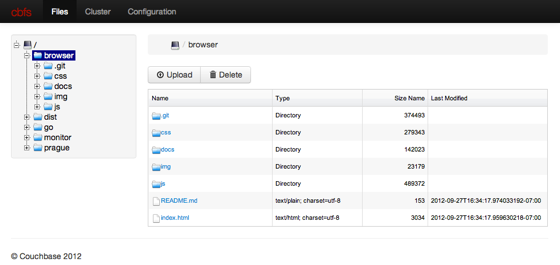 cbfs Files Cluster Configuration
/
browser
.git
css
docs
img
js
dist
go
monitor
prague
/ browser
Upload Delete
Name Type Size Name Last Modified
.git Directory 374493
css Directory 279343
docs Directory 142023
img Directory 23179
js Directory 489372
README.md text/plain; charset=utf-8 153 2012-09-27T16:34:17.974033192-07:00
index.html text/html; charset=utf-8 3034 2012-09-27T16:34:17.959630218-07:00
© Couchbase 2012